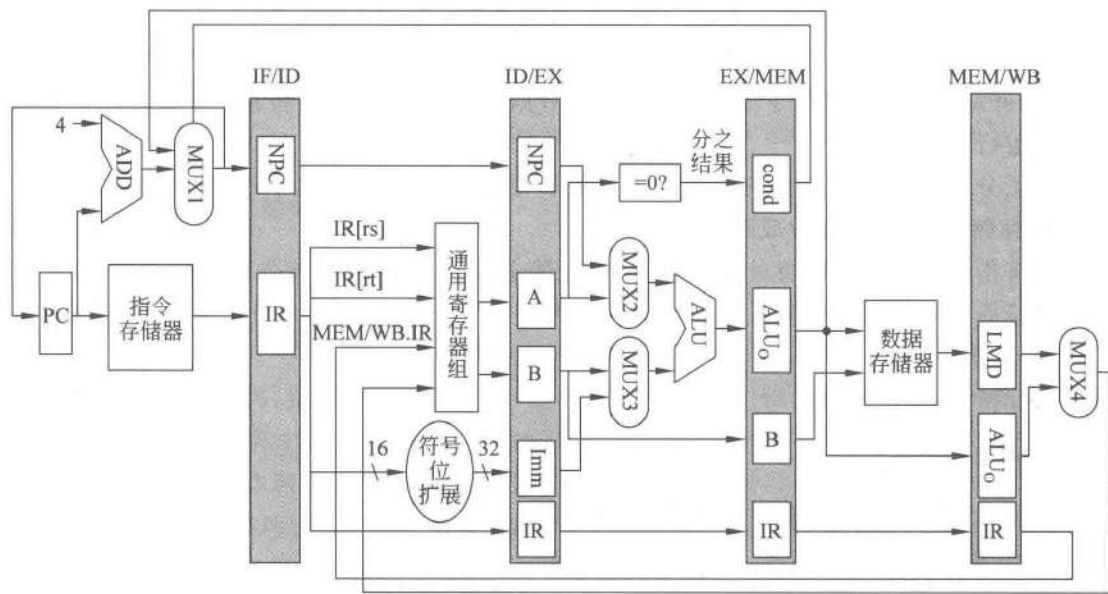 IF/ID
ID/EX
EX/MEM
MEM/WB
4
ADD
MUX1
NPC
NPC
=0?
分之
结果
cond
PC
指令
存储器
IR
IR[rs]
IR[rt]
MEM/WB.IR
通用寄存器组
A
B
MUX2
MUX3
ALU
ALUo
数据
存储器
LMD
MUX4
16
符号
位
扩展
32
Imm
B
ALUo
IR
IR
IR